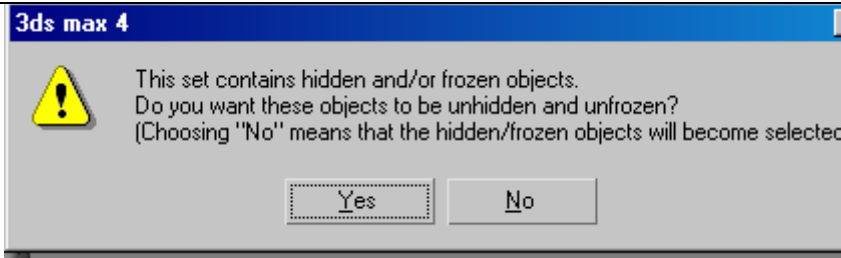 3ds max 4
This set contains hidden and/or frozen objects.
Do you want these objects to be unhidden and unfrozen?
(Choosing "No" means that the hidden/frozen objects will become selected
Yes
No